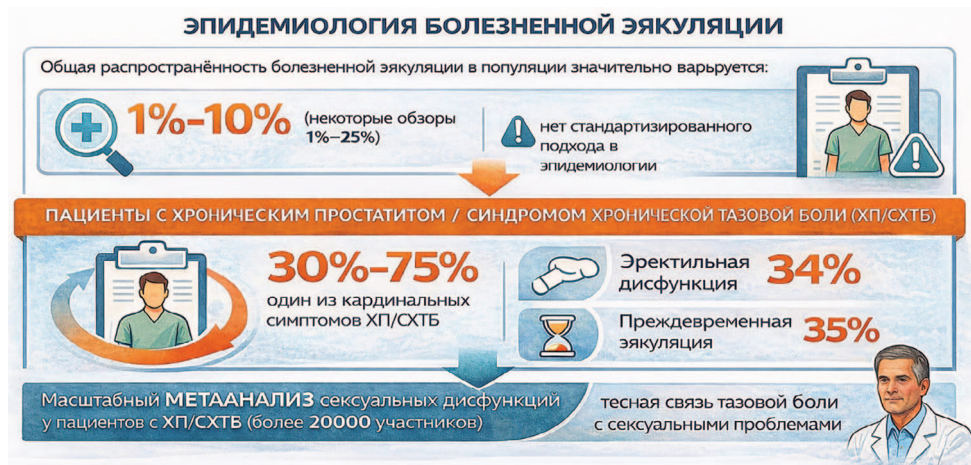 ЭПИДЕМИОЛОГИЯ БОЛЕЗНЕННОЙ ЭЯКУЛЯЦИИ
Общая распространённость болезненной эякуляции в популяции значительно варьируется:
1%–10%
(некоторые обзоры
1%–25%)
нет стандартизированного
подхода в
эпидемиологии
ПАЦИЕНТЫ С ХРОНИЧЕСКИМ ПРОСТАТИТОМ / СИНДРОМОМ ХРОНИЧЕСКОЙ ТАЗОВОЙ БОЛИ (ХП/СХТБ)
30%–75%
один из кардинальных
симптомов ХП/СХТБ
Эректильная
дисфункция
34%
Преждевременная
эякуляция
35%
Масштабный МЕТААНАЛИЗ сексуальных дисфункций
у пациентов с ХП/СХТБ (более 20000 участников)
тесная связь тазовой боли
с сексуальными проблемами